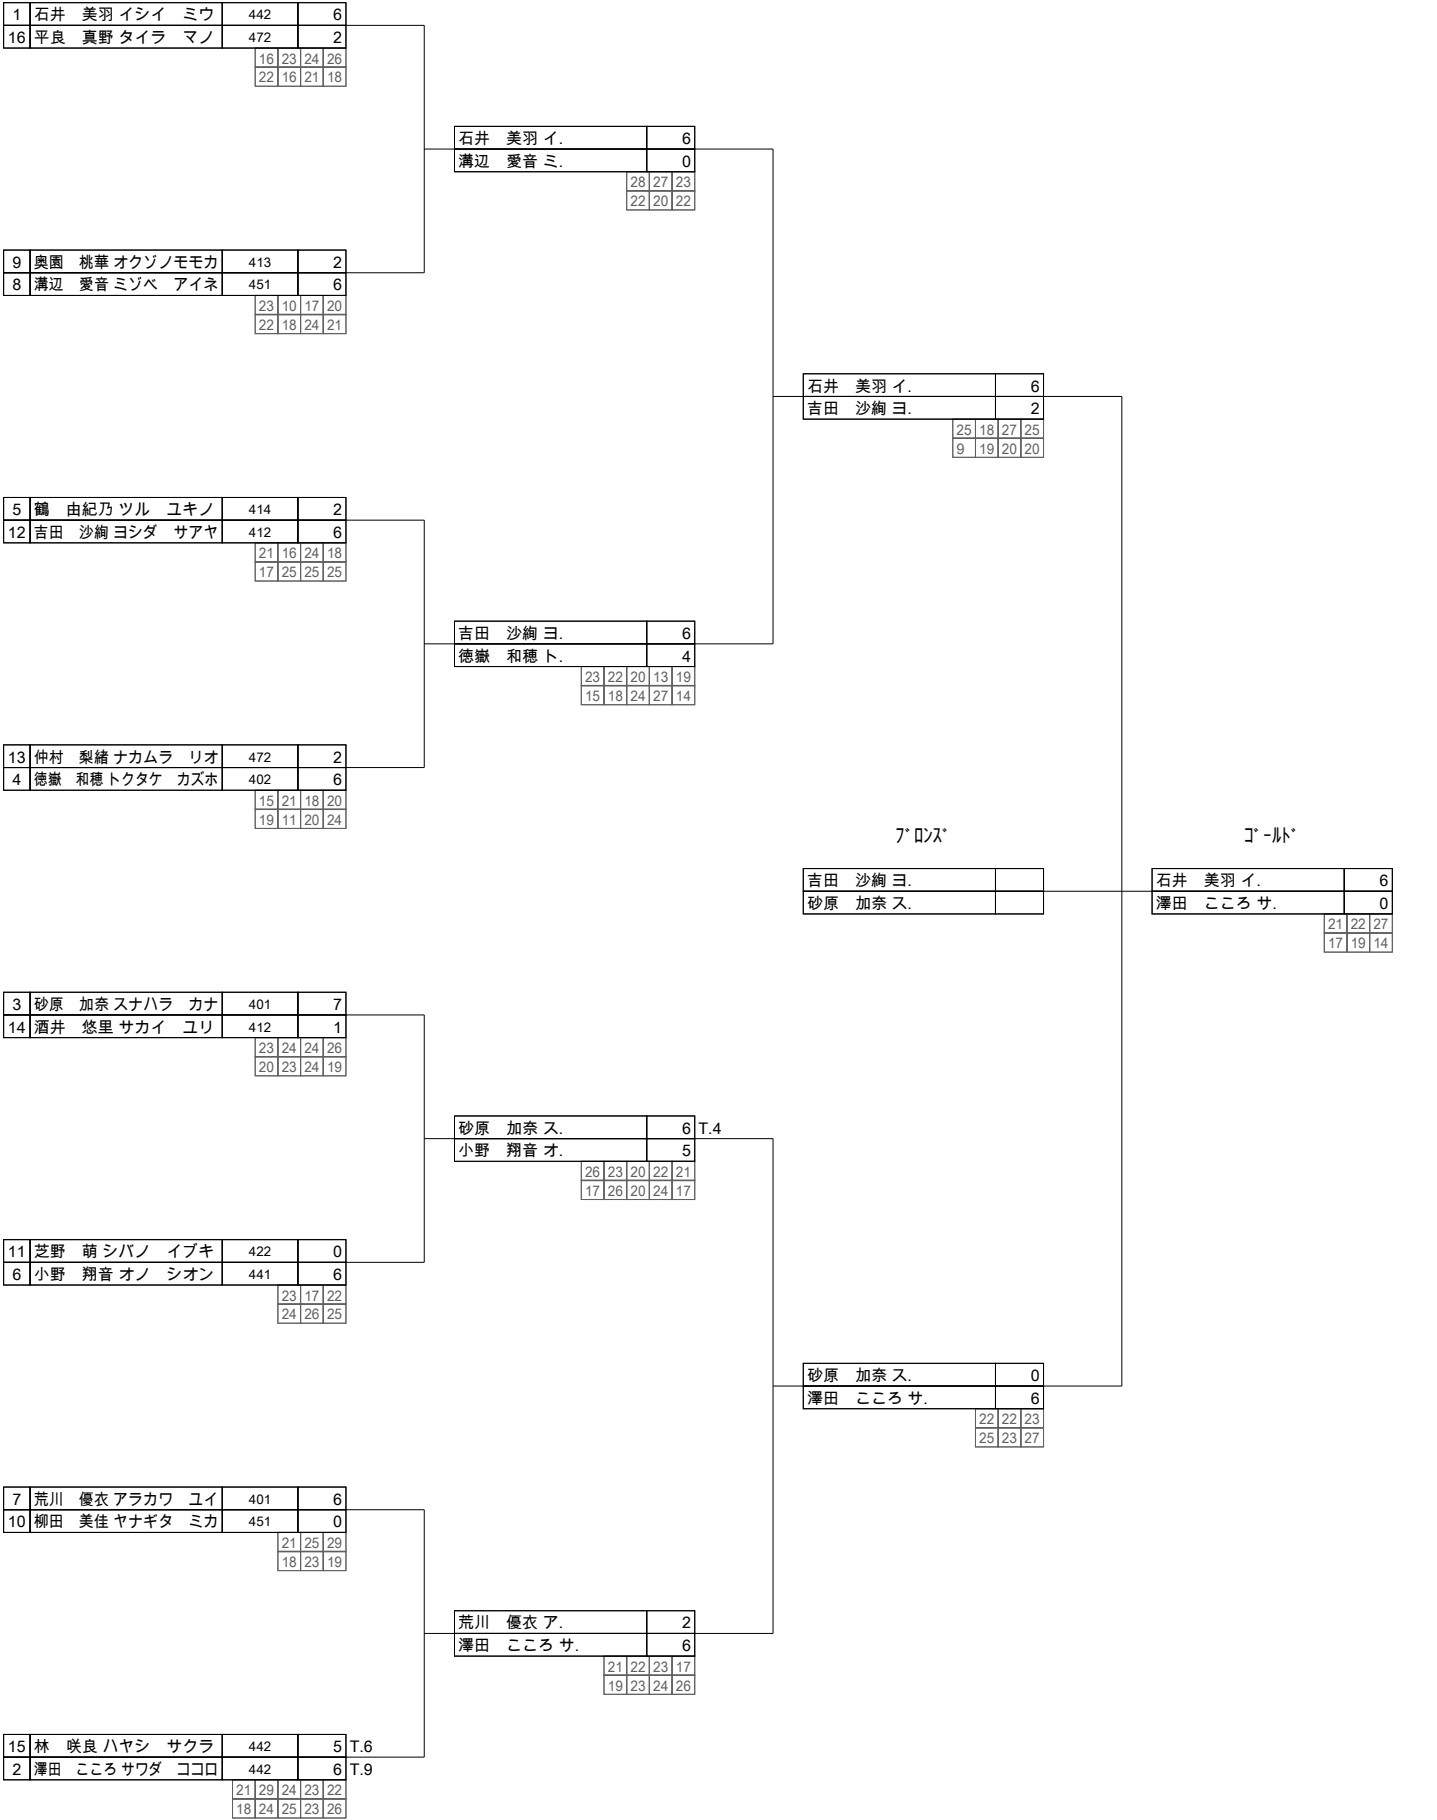 1 石井　美羽 イシイ　ミウ 442 6
16 平良　真野 タイラ　マノ 472 2
16 23 24 26
22 16 21 18
石井　美羽 イ. 6
溝辺　愛音 ミ. 0
28 27 23
22 20 22
9 奥園　桃華 オクゾノモモカ 413 2
8 溝辺　愛音 ミゾベ　アイネ 451 6
23 10 17 20
22 18 24 21
石井　美羽 イ. 6
吉田　沙絢 ヨ. 2
25 18 27 25
9 19 20 20
5 鶴　由紀乃 ツル　ユキノ 414 2
12 吉田　沙絢 ヨシダ　サアヤ 412 6
21 16 24 18
17 25 25 25
吉田　沙絢 ヨ. 6
徳嶽　和穂 ト. 4
23 22 20 13 19
15 18 24 27 14
13 仲村　梨緒 ナカムラ　リオ 472 2
4 徳嶽　和穂 トクタケ　カズホ 402 6
15 21 18 20
19 11 20 24
ﾌﾞﾛﾝｽﾞ ｺﾞｰﾙﾄﾞ
吉田　沙絢 ヨ. 石井　美羽 イ. 6
砂原　加奈 ス. 澤田　こころ サ. 0
21 22 27
17 19 14
3 砂原　加奈 スナハラ　カナ 401 7
14 酒井　悠里 サカイ　ユリ 412 1
23 24 24 26
20 23 24 19
砂原　加奈 ス. 6 T.4
小野　翔音 オ. 5
26 23 20 22 21
17 26 20 24 17
11 芝野　萌 シバノ　イブキ 422 0
6 小野　翔音 オノ　シオン 441 6
23 17 22
24 26 25
砂原　加奈 ス. 0
澤田　こころ サ. 6
22 22 23
25 23 27
7 荒川　優衣 アラカワ　ユイ 401 6
10 柳田　美佳 ヤナギタ　ミカ 451 0
21 25 29
18 23 19
荒川　優衣 ア. 2
澤田　こころ サ. 6
21 22 23 17
19 23 24 26
15 林　咲良 ハヤシ　サクラ 442 5 T.6
2 澤田　こころ サワダ　ココロ 442 6 T.9
21 29 24 23 22
18 24 25 23 26